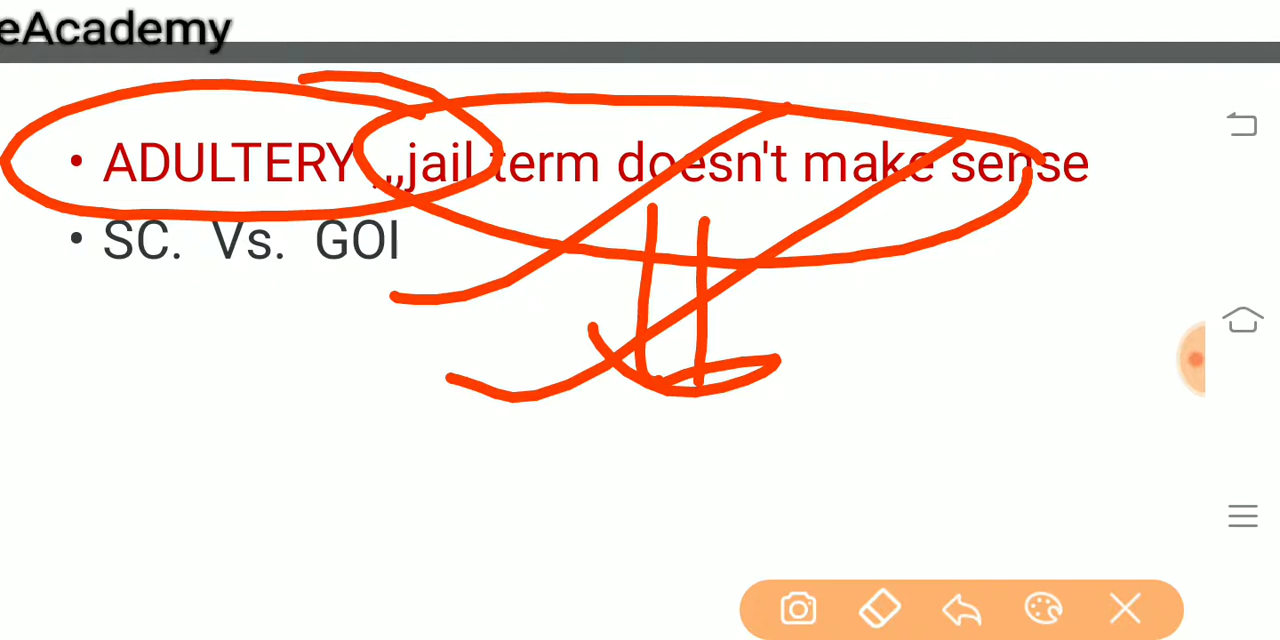 eAcademy
• ADULTERY ,,,jail term doesn't make sense
• SC. Vs. GOI